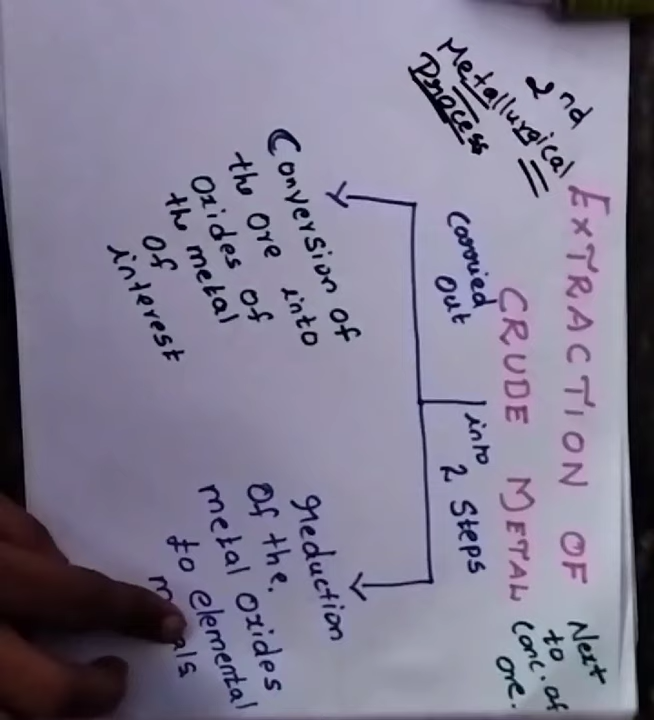 2nd
Metallurgical
Process
EXTRACTION OF
CRUDE METAL
Next
to
Conc. of
ore.
Carried
out
into
2 Steps
Conversion of
the ore into
oxides of
the metal
of
interest
reduction
of the.
metal oxides
to elemental